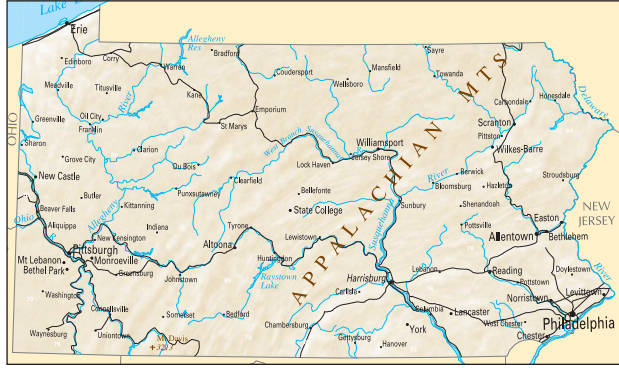 Lake
Erie
Edinboro
Corry
Warren
Allegheny
Res
Bradford
Coudersport
Wellsboro
Mansfield
Sayre
Towanda
Meadville
Titusville
River
Kane
Emporium
Carbondale
Honesdale
Delaware
Greenville
Oil City
Franklin
St Marys
Scranton
Pittston
OHIO
Sharon
Clarion
West Branch Susquehanna
Williamsport
Jersey Shore
Wilkes-Barre
Grove City
Du Bois
Lock Haven
Stroudsburg
New Castle
Punxsutawney
Clearfield
Bellefonte
River
Berwick
Bloomsburg
Hazleton
Butler
Kittanning
Allegheny
State College
Sunbury
Shenandoah
NEW
JERSEY
Beaver Falls
Ohio
Aliquippa
Indiana
Tyrone
Susquehanna
Pottsville
Easton
New Kensington
Altoona
Lewistown
Allentown
Bethlehem
Pittsburgh
Monroeville
Mt Lebanon
Bethel Park
Greensburg
Johnstown
Huntingdon
Raystown
Lake
APPALACHIAN MTS
Harrisburg
Lebanon
Reading
Doylestown
River
Pottstown
Levittown
Washington
Connellsville
Somerset
Bedford
Carlisle
Columbia
Lancaster
Norristown
Waynesburg
Uniontown
Mt Davis
+3213
Chambersburg
Gettysburg
York
Hanover
West Chester
Chester
Philadelphia